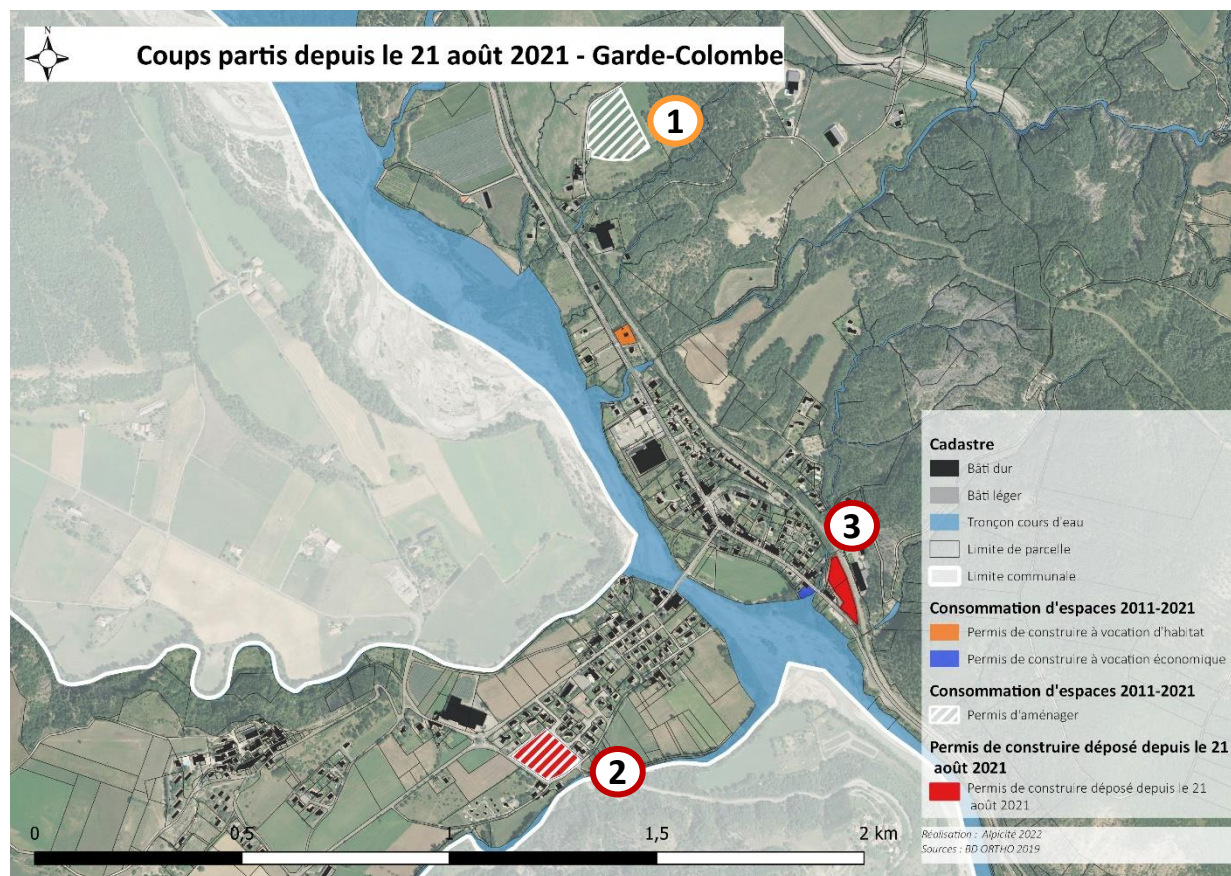 N
Coups partis depuis le 21 août 2021 - Garde-Colombe
1
3
2
Cadastre
Bâti dur
Bâti léger
Tronçon cours d'eau
Limite de parcelle
Limite communale
Consommation d'espaces 2011-2021
Permis de construire à vocation d'habitat
Permis de construire à vocation économique
Consommation d'espaces 2011-2021
Permis d'aménager
Permis de construire déposé depuis le 21
août 2021
Permis de construire déposé depuis le 21
août 2021
0 0,5 1 1,5 2 km
Réalisation : Alpicité 2022
Sources : BD ORTHO 2019